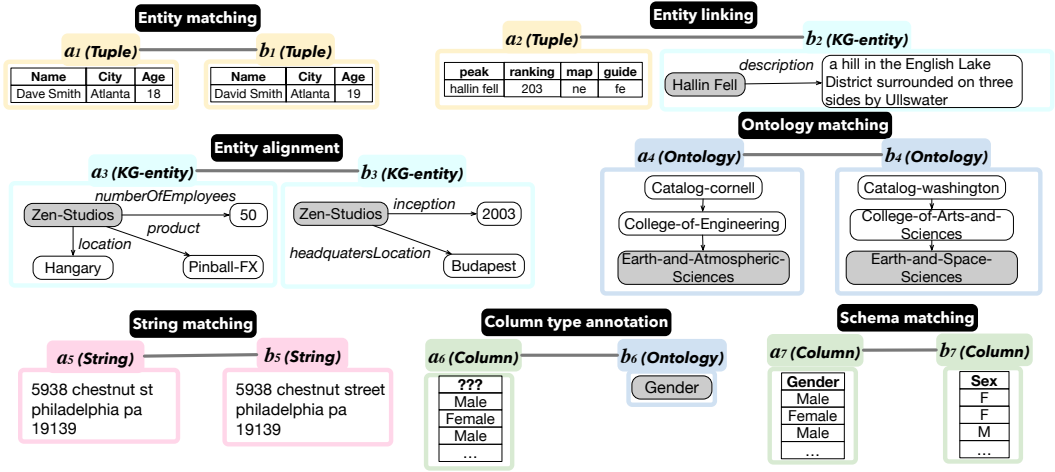 Entity matching
a1 (Tuple)
b1 (Tuple)
Name City Age
Dave Smith Atlanta 18
Name City Age
David Smith Atlanta 19
Entity linking
a2 (Tuple)
b2 (KG-entity)
peak ranking map guide
hallin fell 203 ne fe
Hallin Fell
description
a hill in the English Lake
District surrounded on three
sides by Ullswater
Entity alignment
a3 (KG-entity)
b3 (KG-entity)
numberOfEmployees
Zen-Studios
50
product
location
Hangary
Pinball-FX
Zen-Studios
inception
2003
headquatersLocation
Budapest
Ontology matching
a4 (Ontology)
b4 (Ontology)
Catalog-cornell
College-of-Engineering
Earth-and-Atmospheric-
Sciences
Catalog-washington
College-of-Arts-and-
Sciences
Earth-and-Space-
Sciences
String matching
a5 (String)
b5 (String)
5938 chestnut st
philadelphia pa
19139
5938 chestnut street
philadelphia pa
19139
Column type annotation
a6 (Column)
b6 (Ontology)
???
Male
Female
Male
...
Gender
Schema matching
a7 (Column)
b7 (Column)
Gender
Male
Female
Male
...
Sex
F
F
M
...